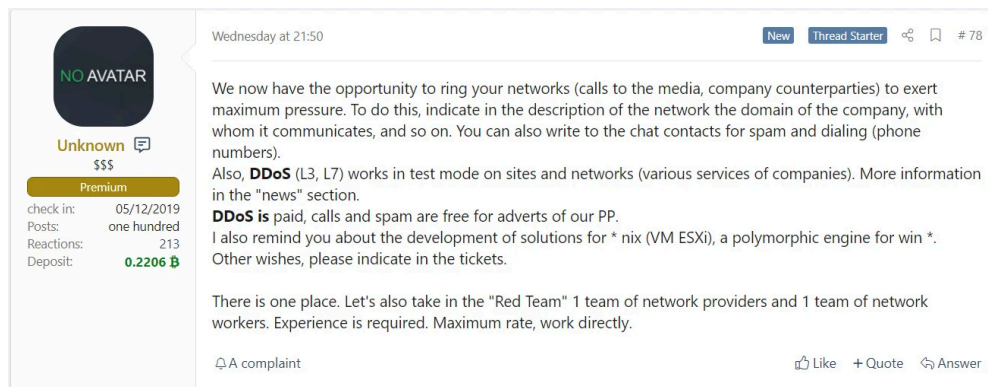 Wednesday at 21:50
New
Thread Starter
# 78
NO AVATAR
Unknown
$$$
Premium
check in: 05/12/2019
Posts: one hundred
Reactions: 213
Deposit: 0.2206 ₿
We now have the opportunity to ring your networks (calls to the media, company counterparties) to exert
maximum pressure. To do this, indicate in the description of the network the domain of the company, with
whom it communicates, and so on. You can also write to the chat contacts for spam and dialing (phone
numbers).
Also, DDoS (L3, L7) works in test mode on sites and networks (various services of companies). More information
in the "news" section.
DDoS is paid, calls and spam are free for adverts of our PP.
I also remind you about the development of solutions for * nix (VM ESXi), a polymorphic engine for win *.
Other wishes, please indicate in the tickets.
There is one place. Let's also take in the "Red Team" 1 team of network providers and 1 team of network
workers. Experience is required. Maximum rate, work directly.
A complaint
Like
+ Quote
Answer